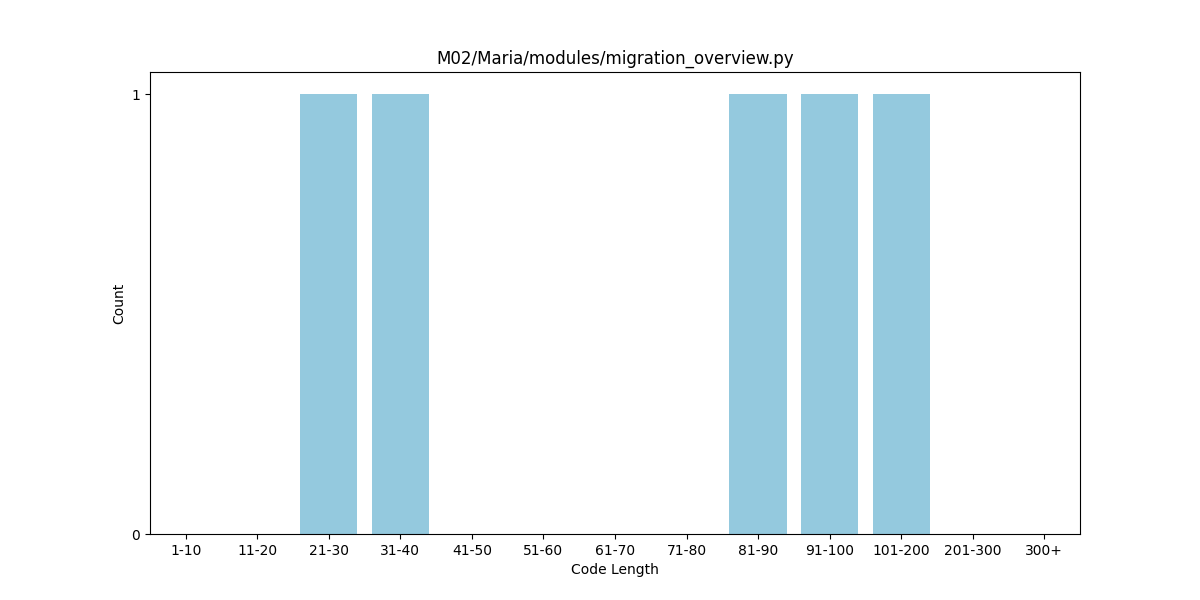 M02/Maria/modules/migration_overview.py
1
Count
0
1-10 11-20 21-30 31-40 41-50 51-60 61-70 71-80 81-90 91-100 101-200 201-300 300+
Code Length